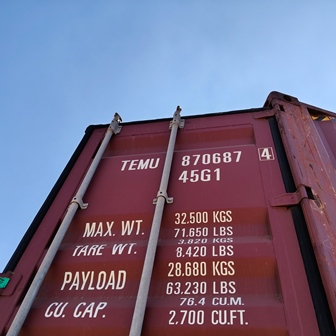 TEMU 870687 4
45G1
MAX. WT. 32.500 KGS
71.650 LBS
TARE WT. 3.820 KGS
8.420 LBS
PAYLOAD 28.680 KGS
63.230 LBS
CU. CAP. 76.4 CU.M.
2.700 CU.FT.